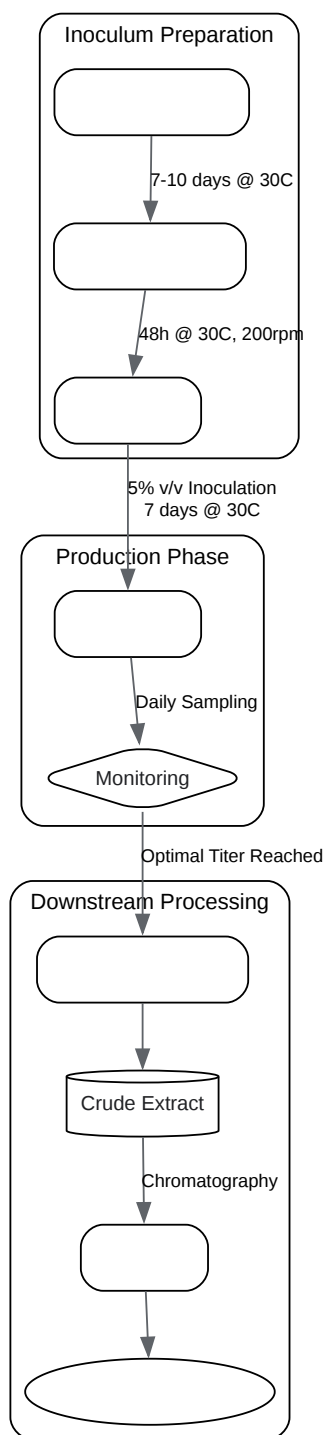 Inoculum Preparation
7-10 days @ 30C
48h @ 30C, 200rpm
5% v/v Inoculation
7 days @ 30C
Production Phase
Daily Sampling
Monitoring
Optimal Titer Reached
Downstream Processing
Crude Extract
Chromatography